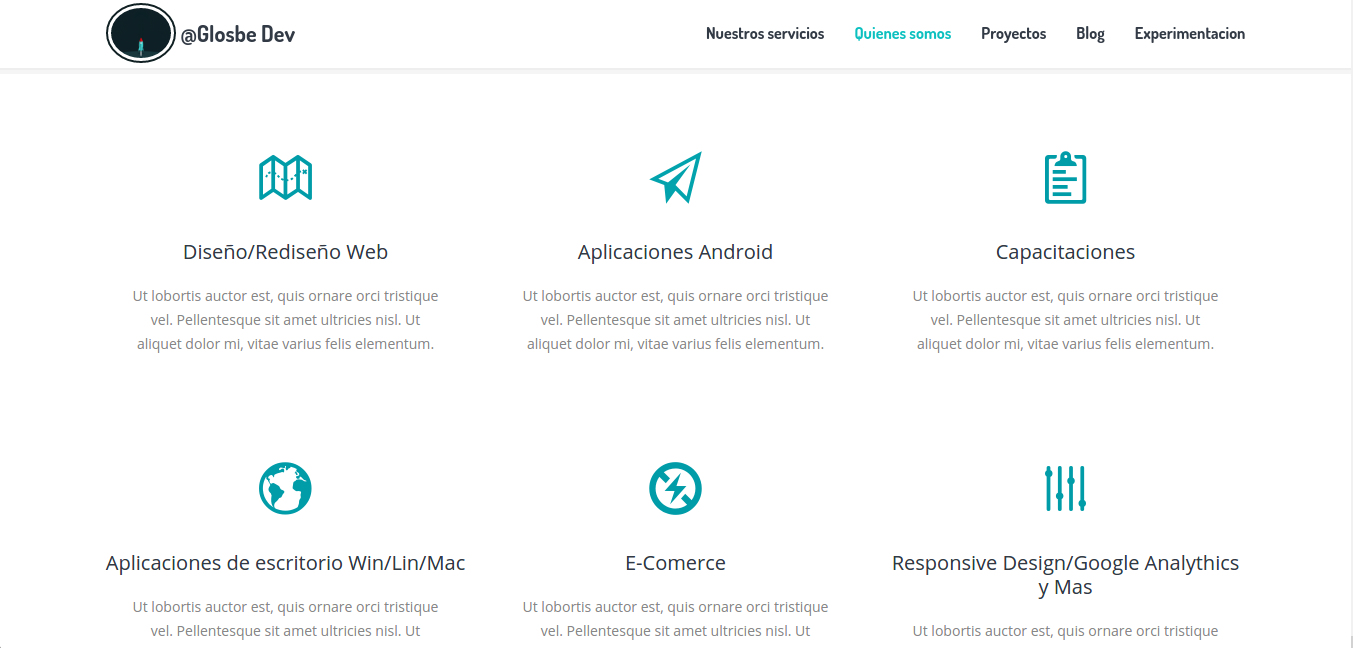 @Glosbe Dev
Nuestros servicios
Quienes somos
Proyectos
Blog
Experimentacion
Diseño/Rediseño Web
Ut lobortis auctor est, quis ornare orci tristique
vel. Pellentesque sit amet ultricies nisl. Ut
aliquet dolor mi, vitae varius felis elementum.
Aplicaciones Android
Ut lobortis auctor est, quis ornare orci tristique
vel. Pellentesque sit amet ultricies nisl. Ut
aliquet dolor mi, vitae varius felis elementum.
Capacitaciones
Ut lobortis auctor est, quis ornare orci tristique
vel. Pellentesque sit amet ultricies nisl. Ut
aliquet dolor mi, vitae varius felis elementum.
Aplicaciones de escritorio Win/Lin/Mac
Ut lobortis auctor est, quis ornare orci tristique
vel. Pellentesque sit amet ultricies nisl. Ut
E-Comerce
Ut lobortis auctor est, quis ornare orci tristique
vel. Pellentesque sit amet ultricies nisl. Ut
Responsive Design/Google Analythics
y Mas
Ut lobortis auctor est, quis ornare orci tristique